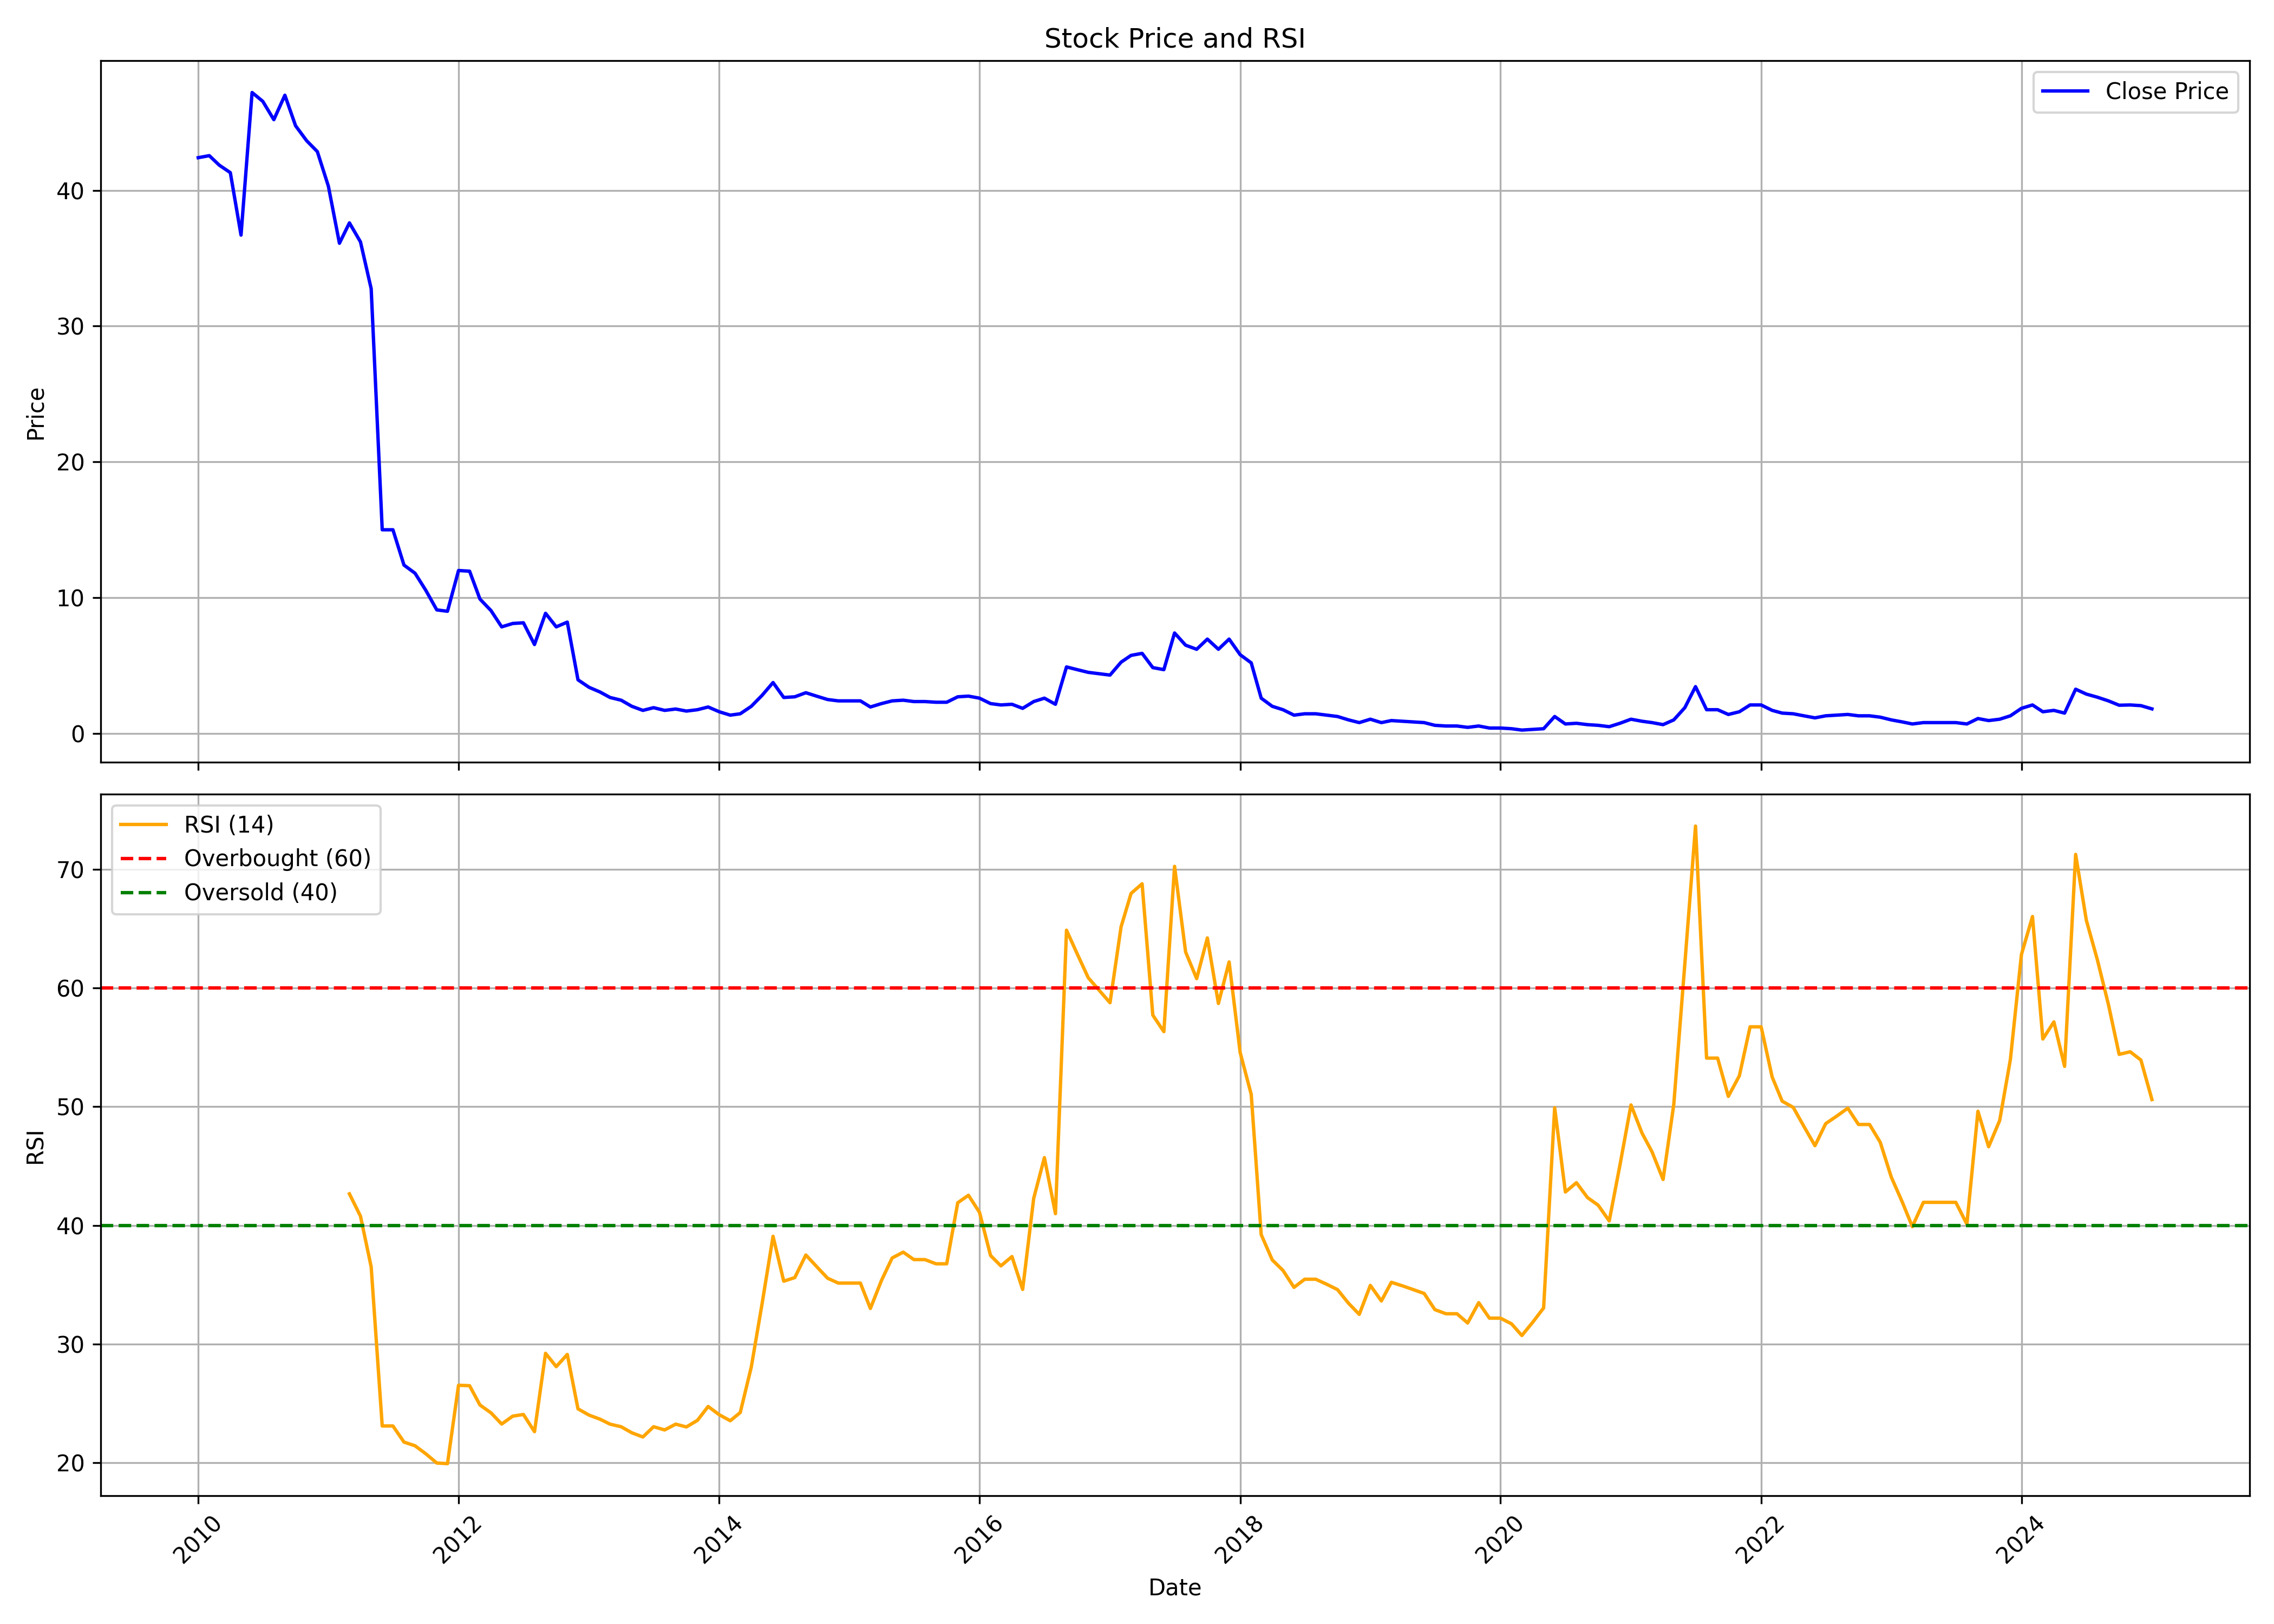 Stock Price and RSI
Close Price
Price
40
30
20
10
0
RSI (14)
Overbought (60)
Oversold (40)
RSI
70
60
50
40
30
20
2010 2012 2014 2016 2018 2020 2022 2024
Date